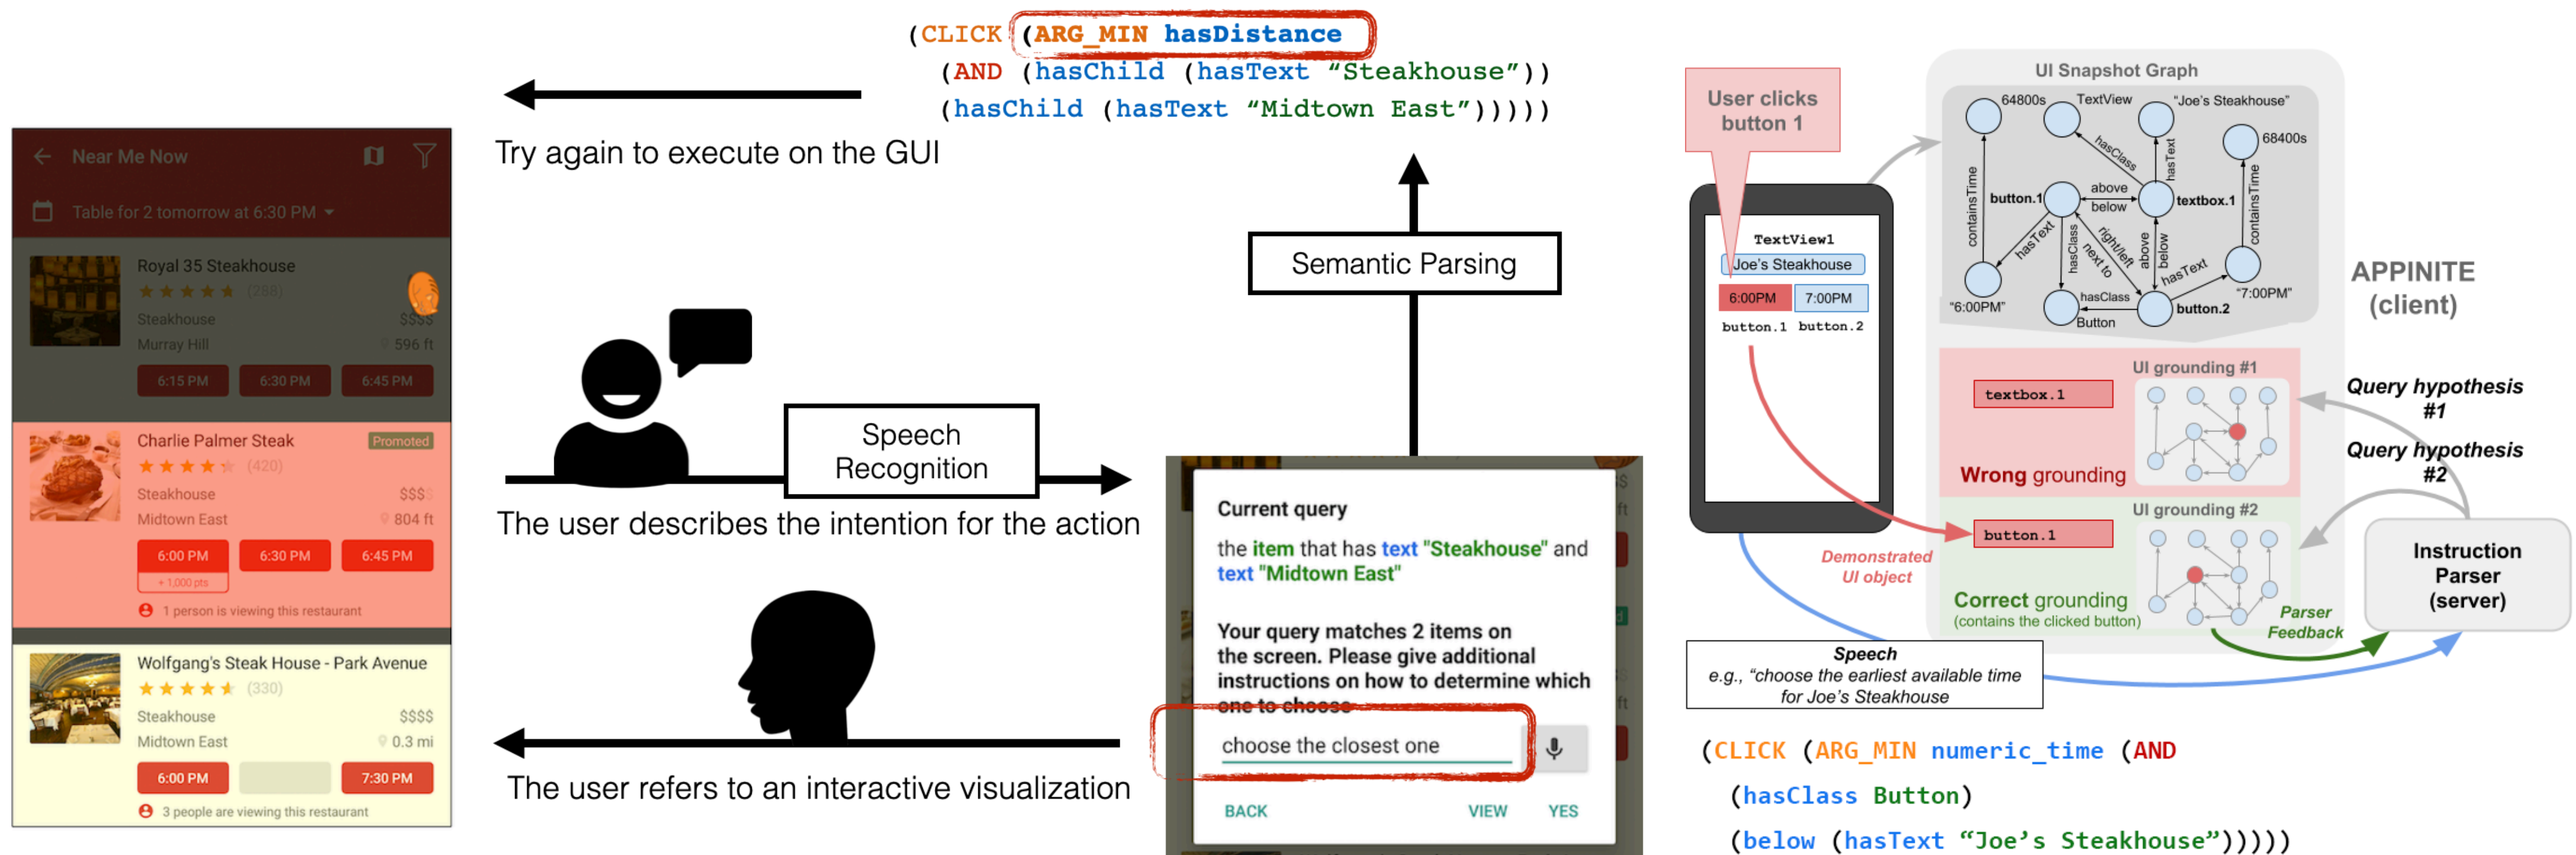 (CLICK (ARG_MIN hasDistance
(AND (hasChild (hasText “Steakhouse”))
(hasChild (hasText “Midtown East”)))))
Try again to execute on the GUI
Near Me Now
Table for 2 tomorrow at 6:30 PM
Royal 35 Steakhouse
(288)
Steakhouse
$$$$
Murray Hill
596 ft
6:15 PM 6:30 PM 6:45 PM
Charlie Palmer Steak
Promoted
(420)
Steakhouse
$$$$
Midtown East
804 ft
6:00 PM 6:30 PM 6:45 PM
+ 1,000 pts
1 person is viewing this restaurant
Wolfgang's Steak House - Park Avenue
(330)
Steakhouse
$$$$
Midtown East
0.3 mi
6:00 PM 7:30 PM
3 people are viewing this restaurant
Speech
Recognition
The user describes the intention for the action
The user refers to an interactive visualization
Semantic Parsing
Current query
the item that has text "Steakhouse" and
text "Midtown East"
Your query matches 2 items on
the screen. Please give additional
instructions on how to determine which
one to choose
choose the closest one
BACK VIEW YES
User clicks
button 1
TextView1
Joe's Steakhouse
6:00PM 7:00PM
button.1 button.2
UI Snapshot Graph
64800s
TextView
“Joe's Steakhouse”
68400s
hasClass
hasText
containsTime
containsTime
button.1
above
below
textbox.1
hasText
hasClass
right/left
next to
above
below
hasText
“6:00PM”
hasClass
Button
button.2
“7:00PM”
APPINITE
(client)
UI grounding #1
textbox.1
Wrong grounding
Query hypothesis
#1
Query hypothesis
#2
UI grounding #2
button.1
Correct grounding
(contains the clicked button)
Demonstrated
UI object
Parser
Feedback
Instruction
Parser
(server)
Speech
e.g., “choose the earliest available time
for Joe's Steakhouse
(CLICK (ARG_MIN numeric_time (AND
(hasClass Button)
(below (hasText “Joe's Steakhouse”)))))